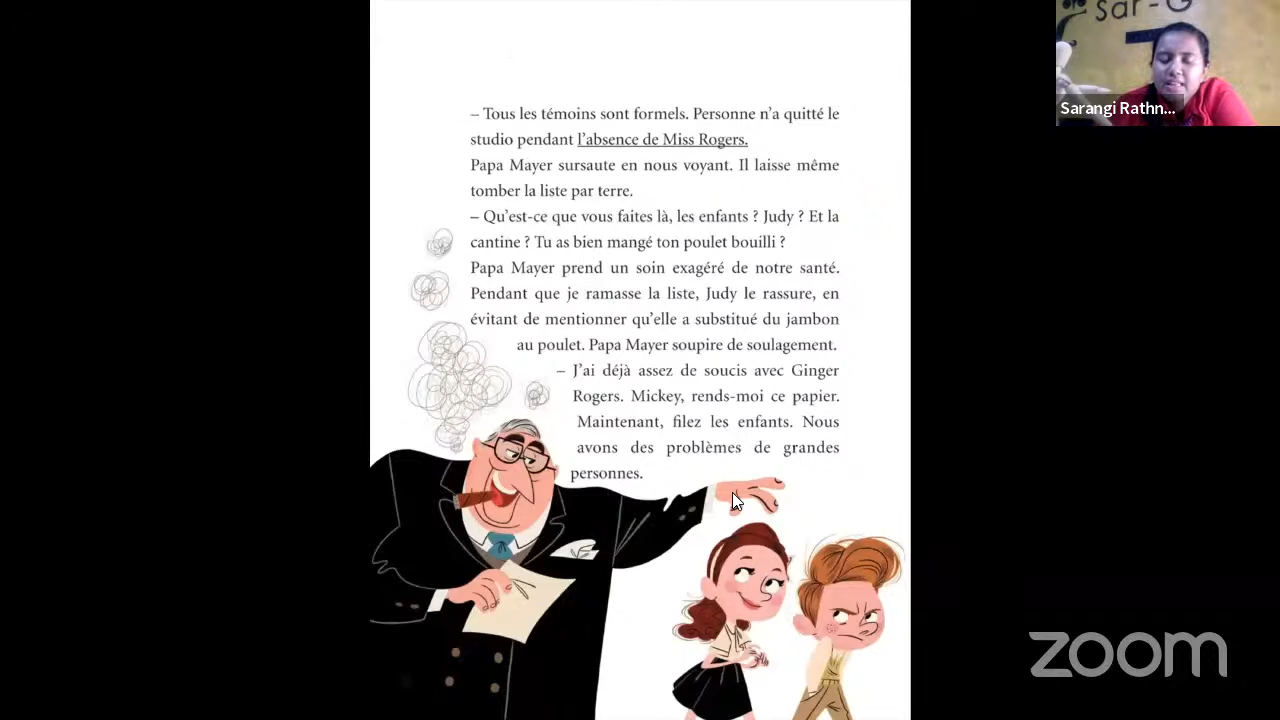 – Tous les témoins sont formels. Personne n’a quitté le
studio pendant l’absence de Miss Rogers.
Papa Mayer sursaute en nous voyant. Il laisse même
tomber la liste par terre.
– Qu’est-ce que vous faites là, les enfants ? Judy ? Et la
cantine ? Tu as bien mangé ton poulet bouilli ?
Papa Mayer prend un soin exagéré de notre santé.
Pendant que je ramasse la liste, Judy le rassure, en
évitant de mentionner qu’elle a substitué du jambon
au poulet. Papa Mayer soupire de soulagement.
– J’ai déjà assez de soucis avec Ginger
Rogers. Mickey, rends-moi ce papier.
Maintenant, filez les enfants. Nous
avons des problèmes de grandes
personnes.
Sar-G
Sarangi Rathn...
zoom